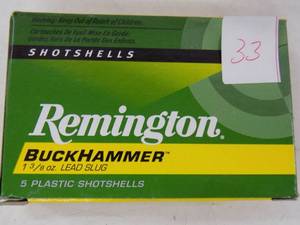 Warning: Keep Out of Reach of Children.
SHOTSHELLS
33
Remington
BUCKHAMMER™
1 3/8 oz. LEAD SLUG
5 PLASTIC SHOTSHELLS